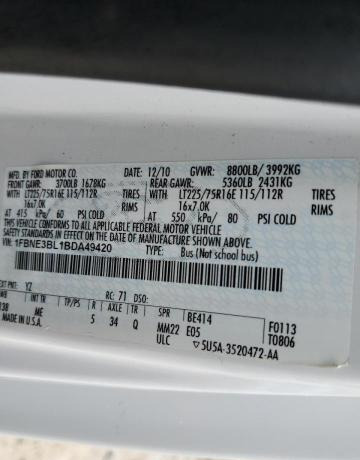 MFD. BY FORD MOTOR CO. 12/10 GVWR: 8800LB/ 3992KG
FRONT GAWR: 3700LB 1678KG REAR GAWR: 5360LB 2431KG
WITH LT225/75R16E 115/112R TIRES WITH LT225/75R16E 115/112R TIRES
16x7.0K RIMS 16x7.0K RIMS
AT 415 kPa/ 60 PSI COLD AT 550 kPa/ 80 PSI COLD
THIS VEHICLE CONFORMS TO ALL APPLICABLE FEDERAL MOTOR VEHICLE
SAFETY STANDARDS IN EFFECT ON THE DATE OF MANUFACTURE SHOWN ABOVE.
VIN: 1FBNE3BL1BDA49420
TYPE: Bus (Not school bus)
EXT PNT: YZ RC: 71 DSO:
WB INT TR TP/PS R AXLE TR SPR BE414 F0113
138 ME 5 34 Q MM22 E05 T0806
MADE IN U.S.A. ULC 5U5A-3520472-AA